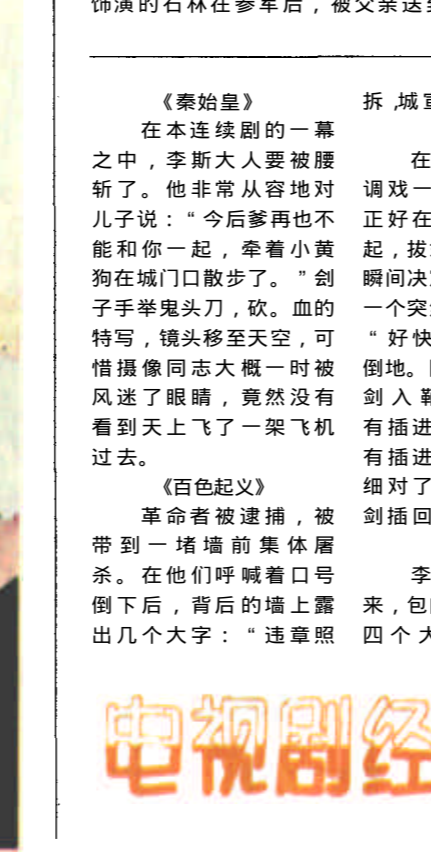 饰演的石林在参军后，被父亲送
《秦始皇》
在本连续剧的一幕
之中，李斯大人要被腰
斩了。他非常从容地对
儿子说：“今后爹再也不
能和你一起，牵着小黄
狗在城门口散步了。”刽
子手举鬼头刀，砍。血的
特写，镜头移至天空，可
惜摄像同志大概一时被
风迷了眼睛，竟然没有
看到天上飞了一架飞机
过去。
《百色起义》
革命者被逮捕，被
带到一堵墙前集体屠
杀。在他们呼喊着口号
倒下后，背后的墙上露
出几个大字：“违章照
拆,城
在
调戏一
正好在
起，拔
瞬间决
一个突
“好快
倒地。
剑入
有插进
有插进
细对了
剑插回
李
来，包
四个大
电视剧经